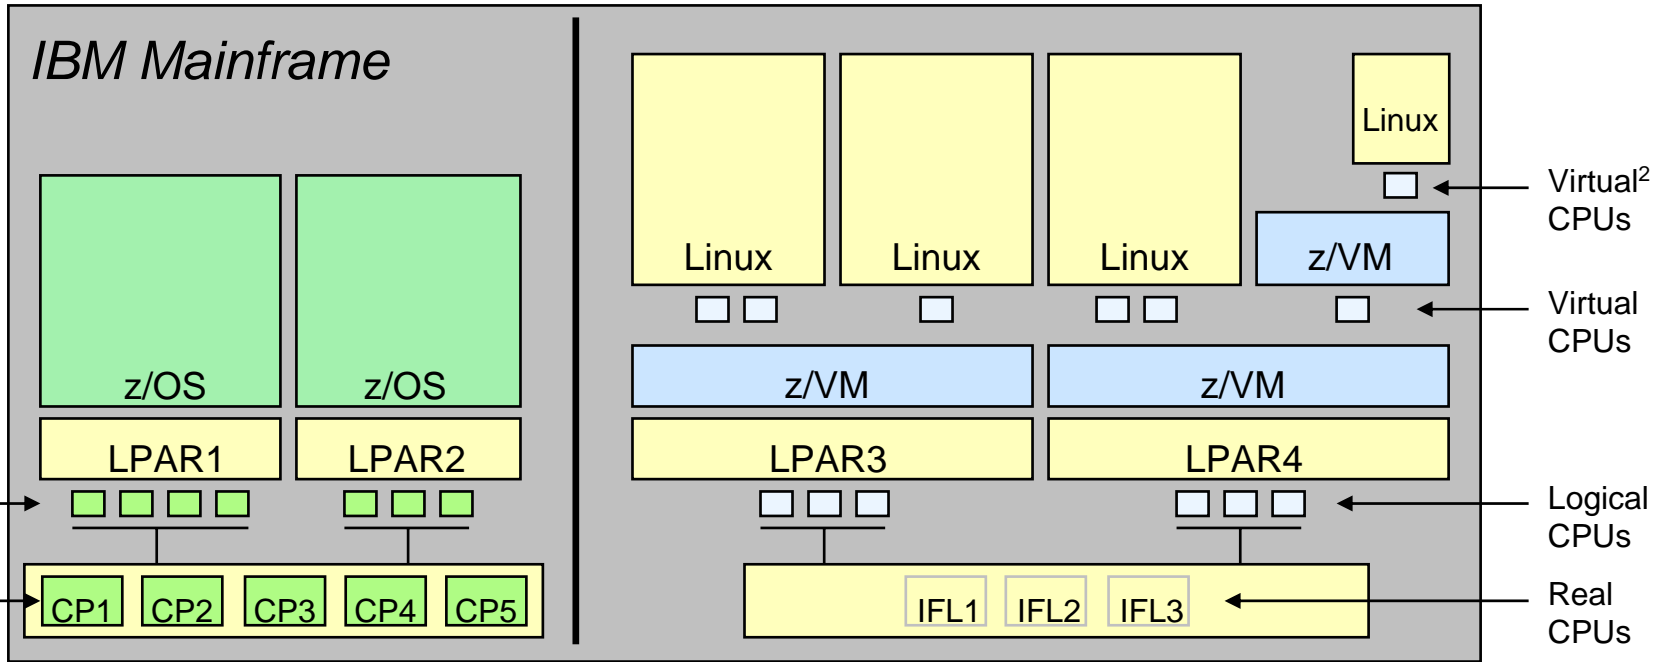 IBM Mainframe
Linux
Virtual2
CPUs
Linux
Linux
Linux
z/VM
Virtual
CPUs
z/OS
z/OS
z/VM
z/VM
LPAR1
LPAR2
LPAR3
LPAR4
Logical
CPUs
CP1
CP2
CP3
CP4
CP5
IFL1
IFL2
IFL3
Real
CPUs